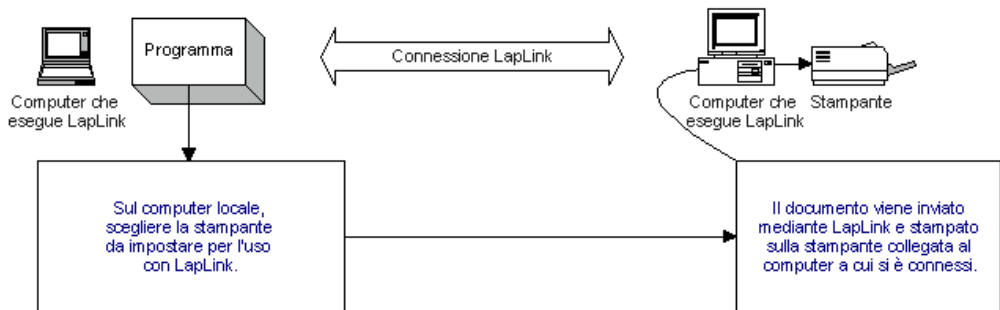 Programma
Connessione LapLink
Computer che
esegue LapLink
Computer che
esegue LapLink
Stampante
Sul computer locale,
scegliere la stampante
da impostare per l'uso
con LapLink.
Il documento viene inviato
mediante LapLink e stampato
sulla stampante collegata al
computer a cui si è connessi.